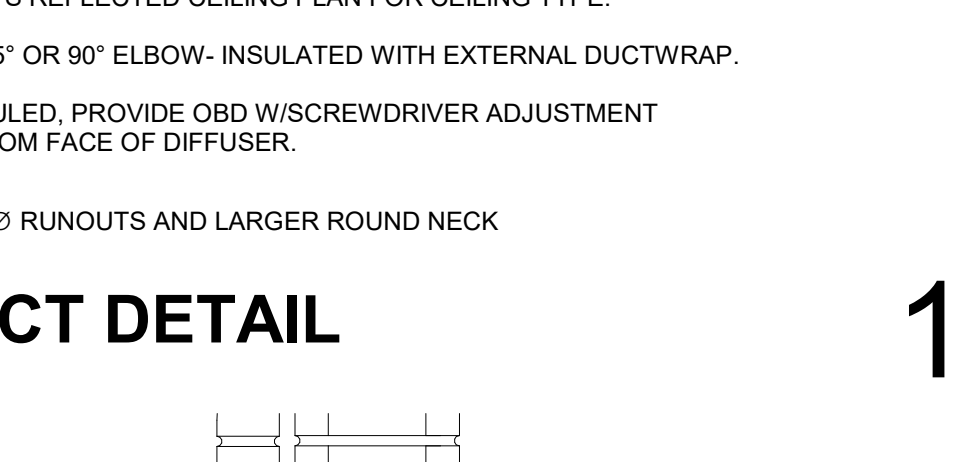 REFLECTED CEILING PLAN FOR CEILING TYPE.
5° OR 90° ELBOW- INSULATED WITH EXTERNAL DUCTWRAP.
ULED, PROVIDE OBD W/SCREWDRIVER ADJUSTMENT
OM FACE OF DIFFUSER.
Ø RUNOUTS AND LARGER ROUND NECK
CT DETAIL
1